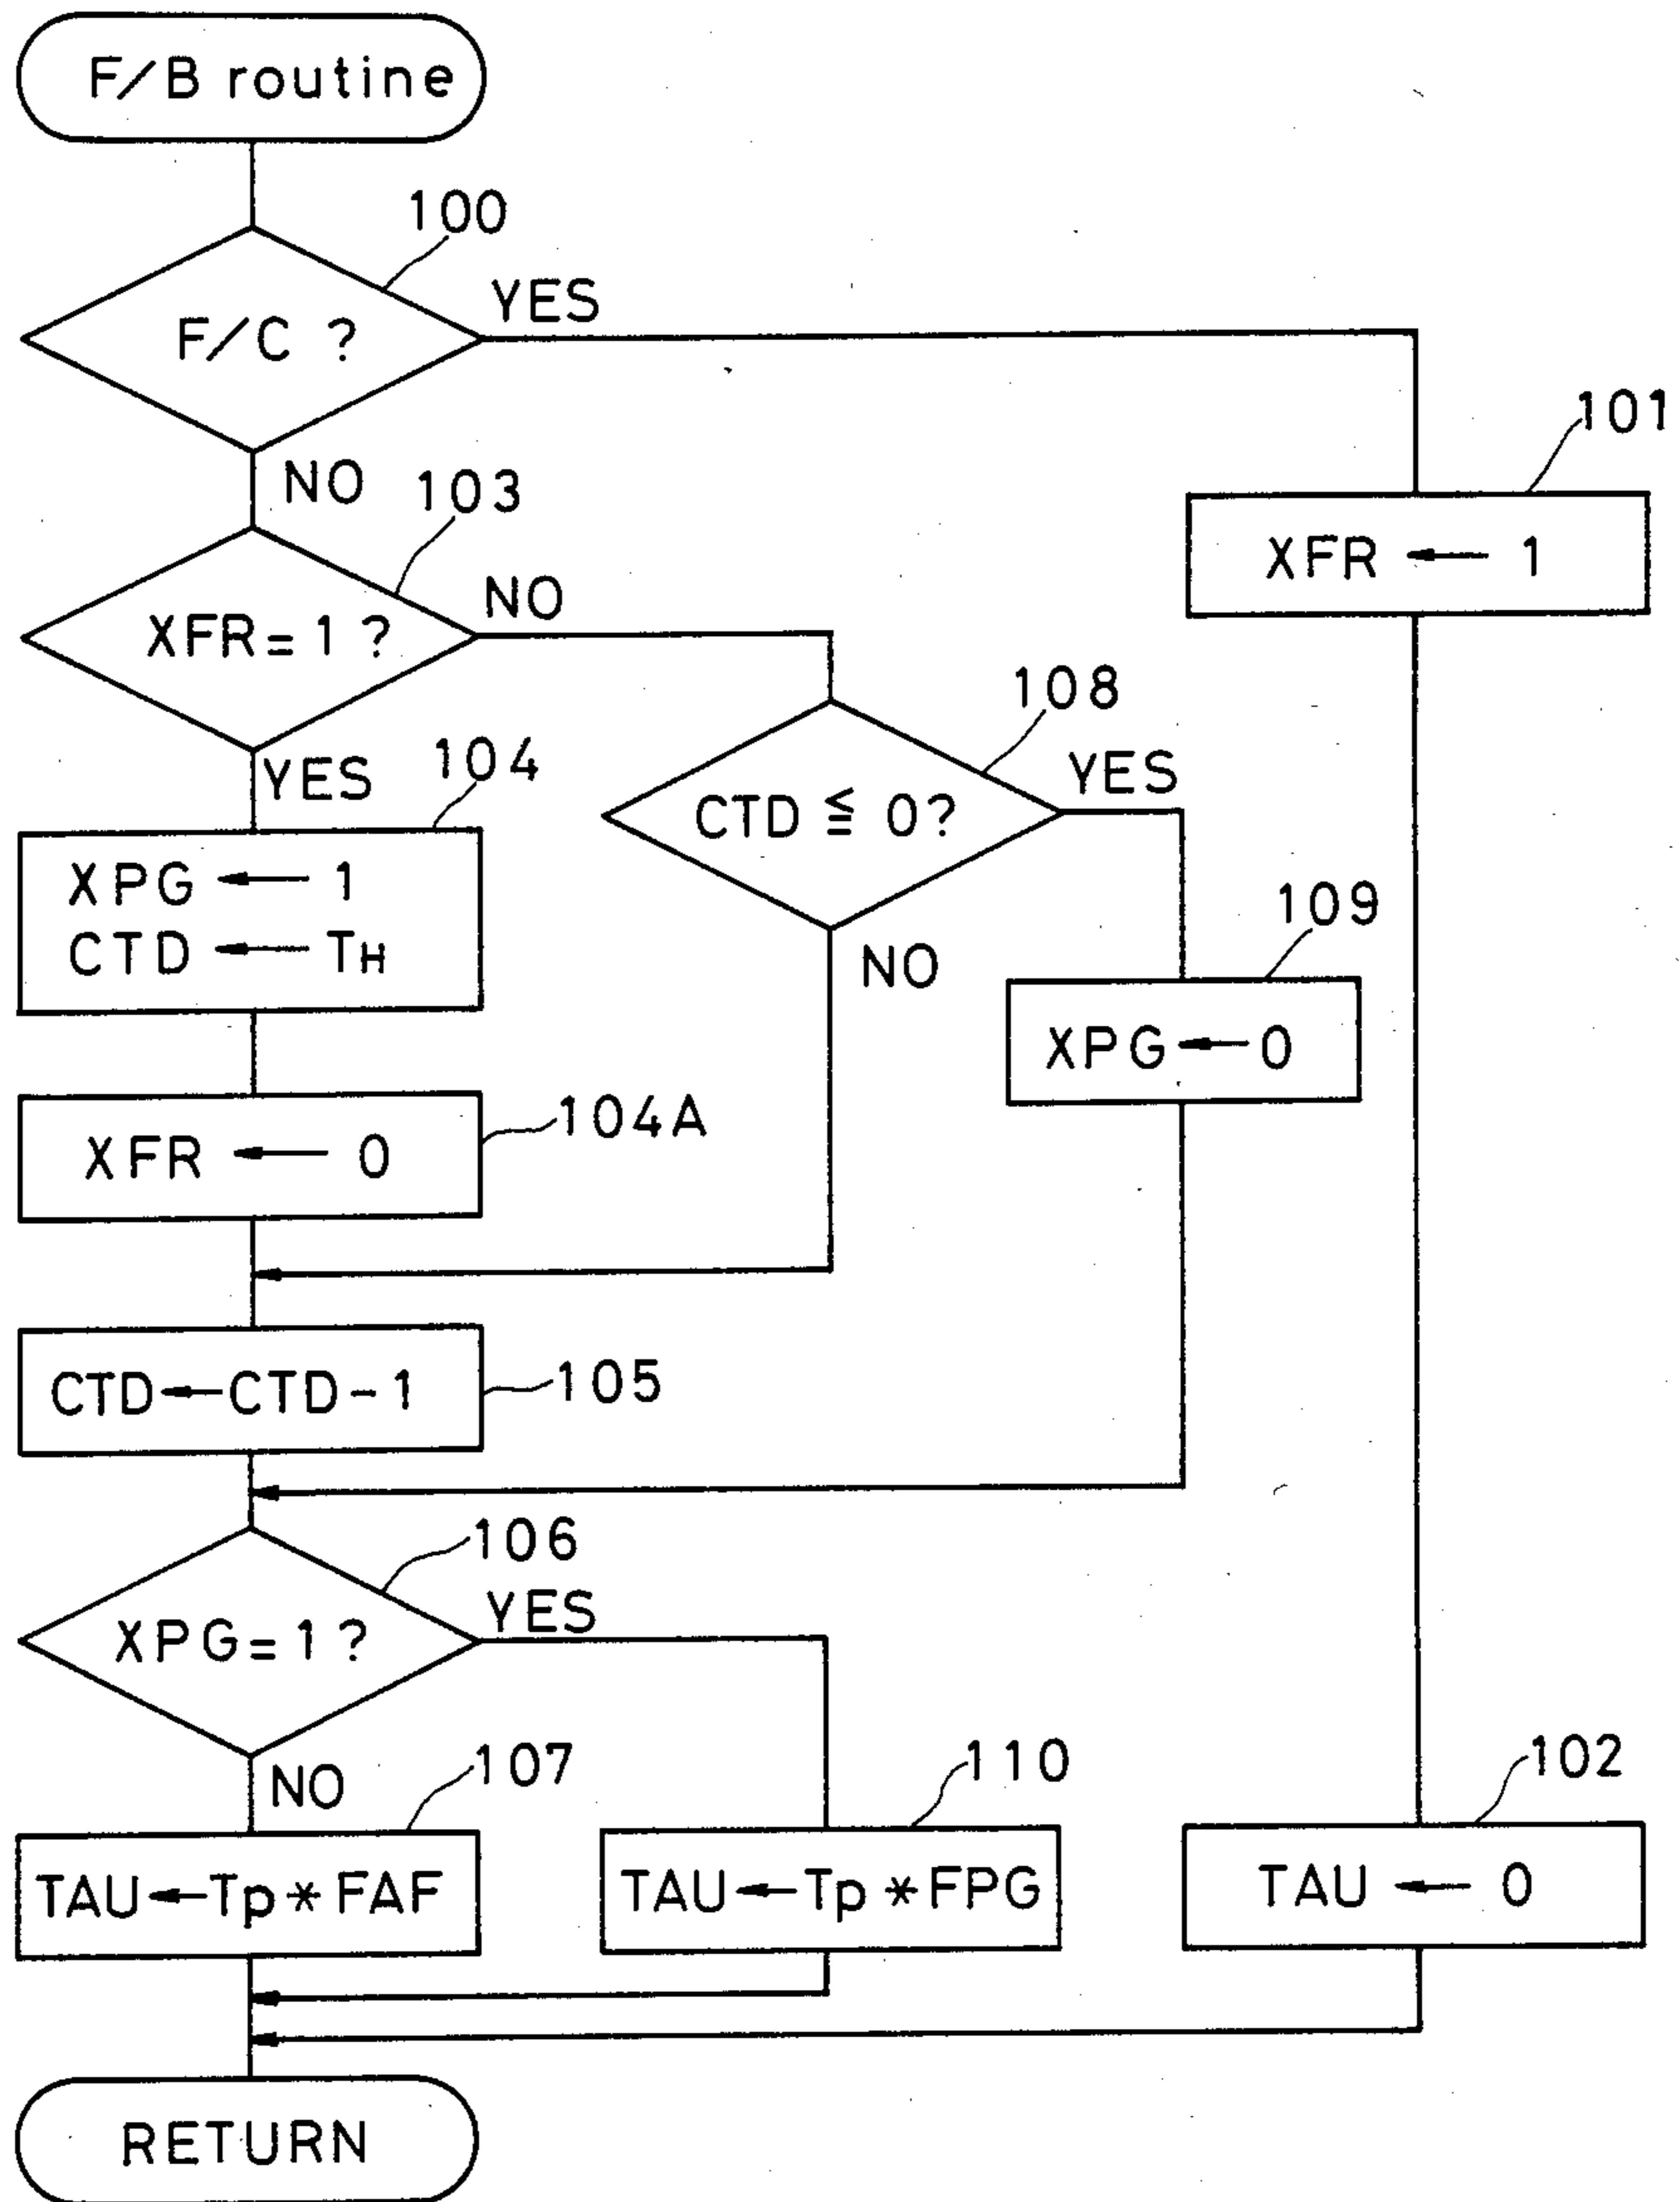 F/B routine
100
F/C ?
YES
NO
101
XFR ← 1
103
XFR = 1 ?
NO
YES
108
CTD ≦ 0?
YES
NO
104
XPG ← 1
CTD ← TH
109
XPG ← 0
104A
XFR ← 0
105
CTD ← CTD - 1
106
XPG = 1 ?
YES
NO
107
TAU ← Tp * FAF
110
TAU ← Tp * FPG
102
TAU ← 0
RETURN